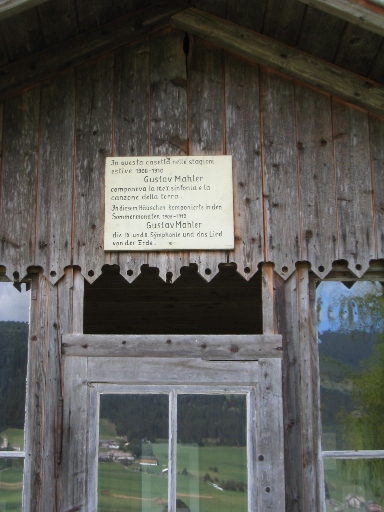 In questa casetta nelle stagioni
estive 1908-1910
Gustav Mahler
componeva la IX e X sinfonia e la
canzone della terra.
In diesem Häuschen komponierte in den
Sommermonaten 1908-1910
Gustav Mahler
die
und
Symphonie und das Lied
von der Erde.